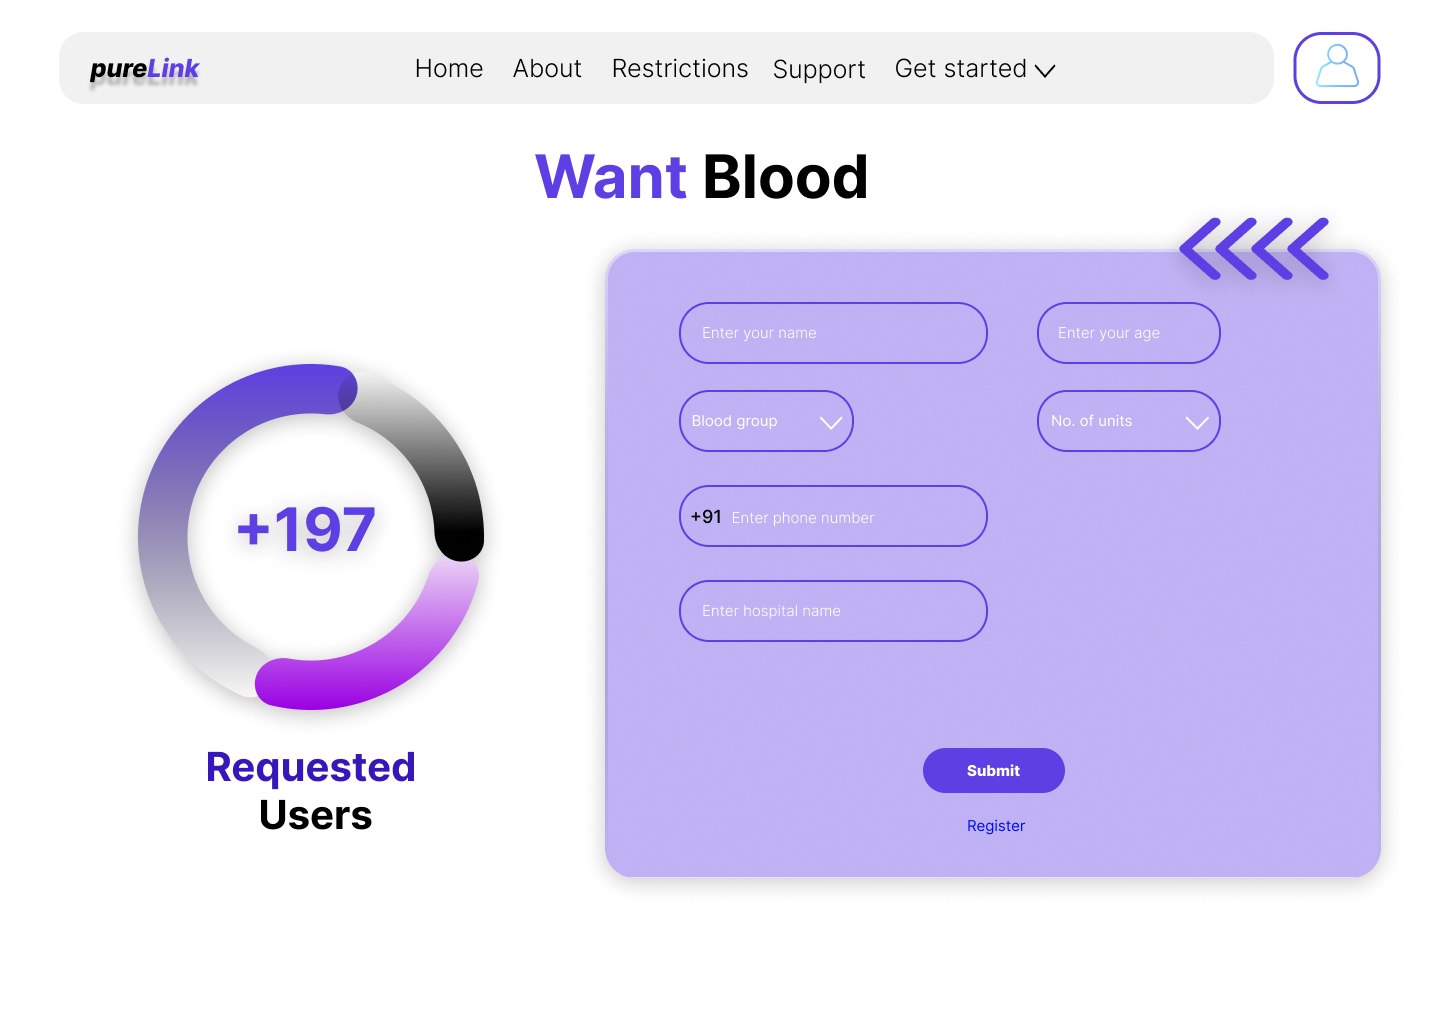 pureLink
Home About Restrictions Support Get started
Want Blood
Enter your name
Enter your age
Blood group
No. of units
+91 Enter phone number
Enter hospital name
Submit
Register
+197
Requested
Users